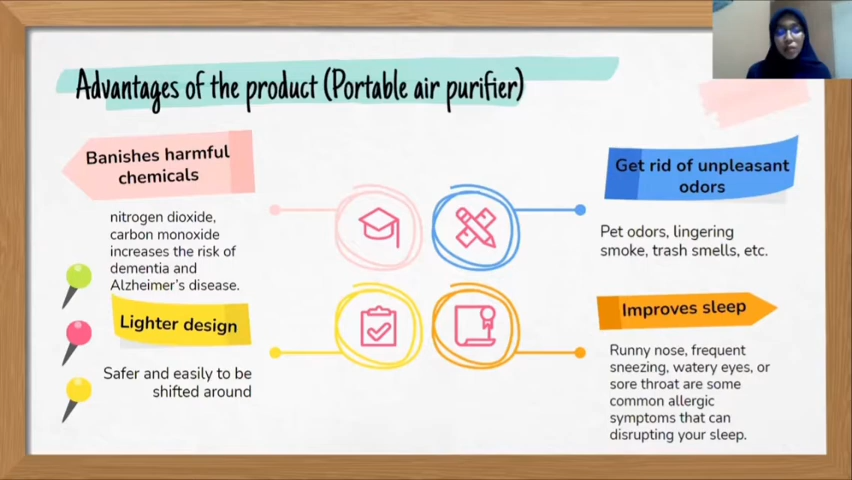 Advantages of the product (Portable air purifier)
Banishes harmful
chemicals
nitrogen dioxide,
carbon monoxide
increases the risk of
dementia and
Alzheimer's disease.
Lighter design
Safer and easily to be
shifted around
Get rid of unpleasant
odors
Pet odors, lingering
smoke, trash smells, etc.
Improves sleep
Runny nose, frequent
sneezing, watery eyes, or
sore throat are some
common allergic
symptoms that can
disrupting your sleep.